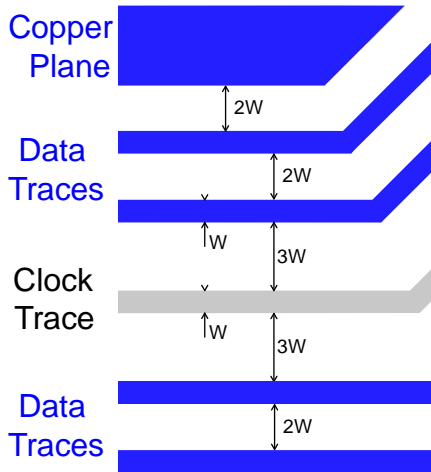 Copper
Plane
2W
Data
Traces
2W
W
3W
Clock
Trace
W
3W
Data
Traces
2W